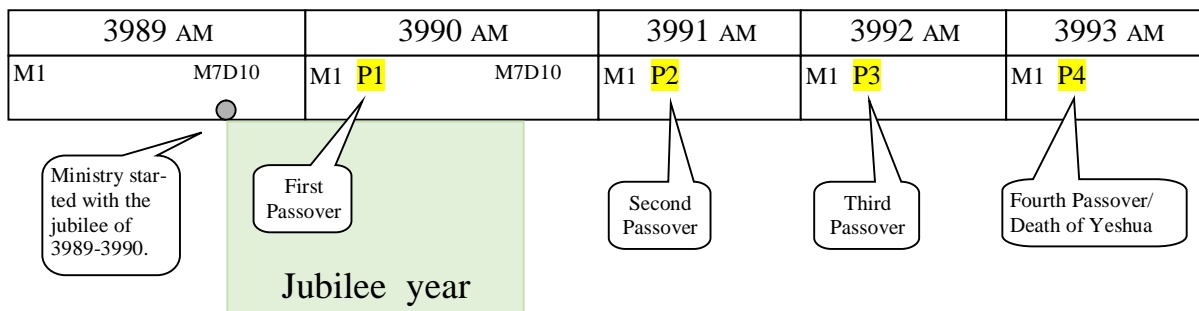 3989 AM 3990 AM 3991 AM 3992 AM 3993 AM
M1 M7D10 M1 P1 M7D10 M1 P2 M1 P3 M1 P4
Ministry star-
ted with the
jubilee of
3989-3990.
First
Passover
Second
Passover
Third
Passover
Fourth Passover/
Death of Yeshua
Jubilee year